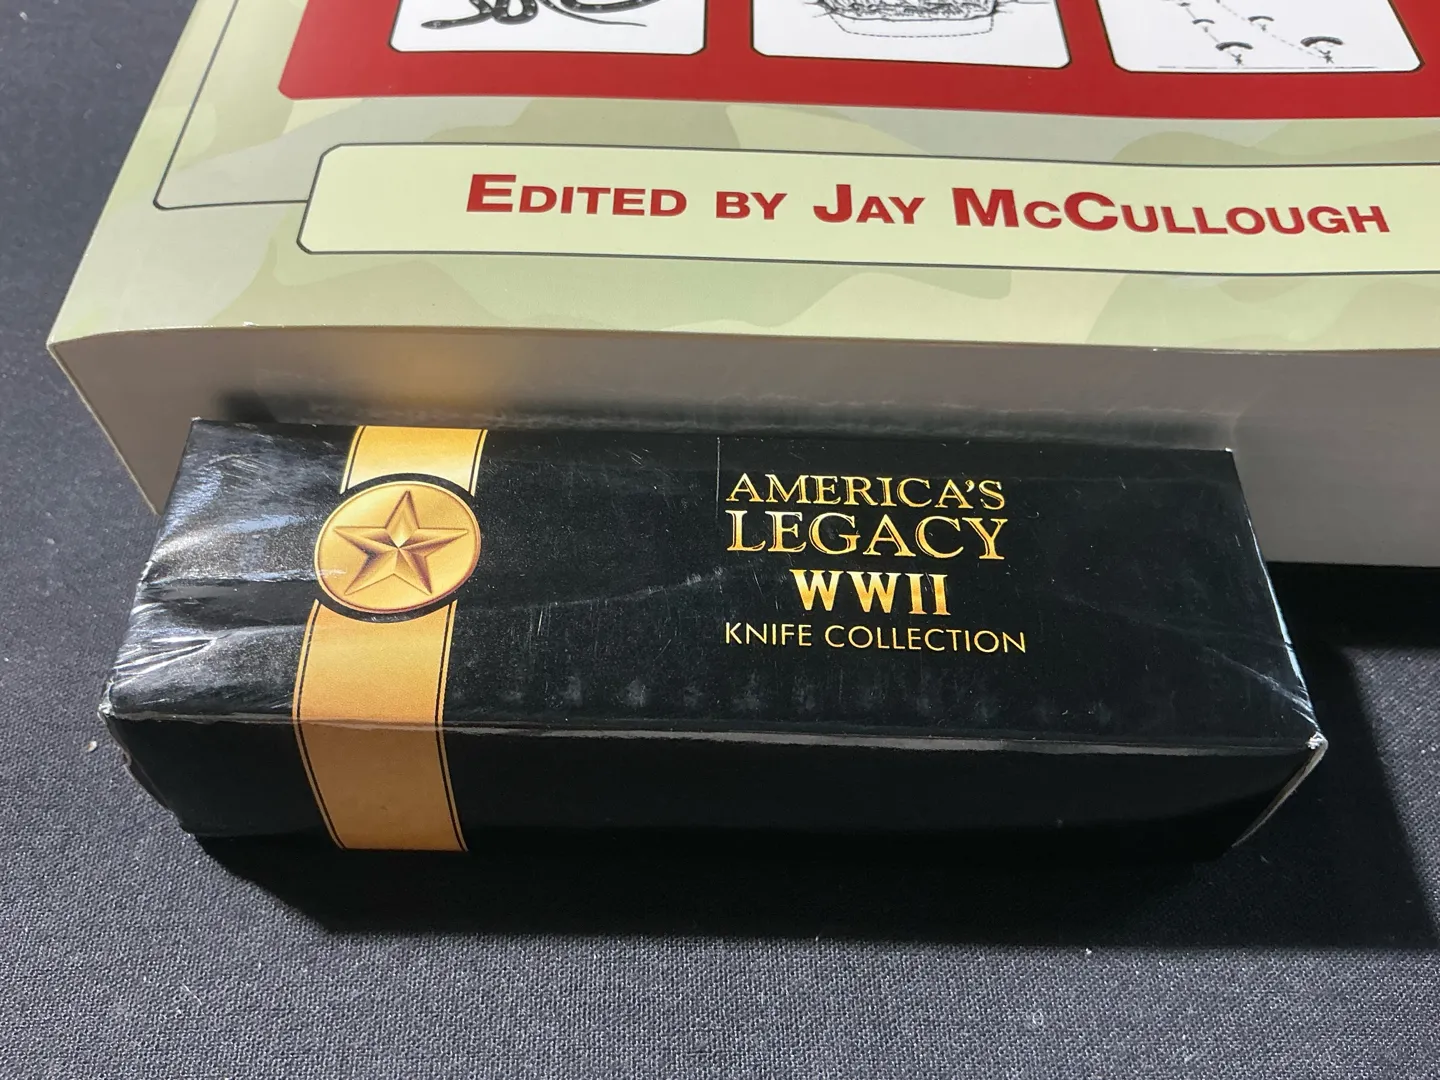 EDITED BY JAY MCCULLOUGH
AMERICA'S
LEGACY
WWII
KNIFE COLLECTION